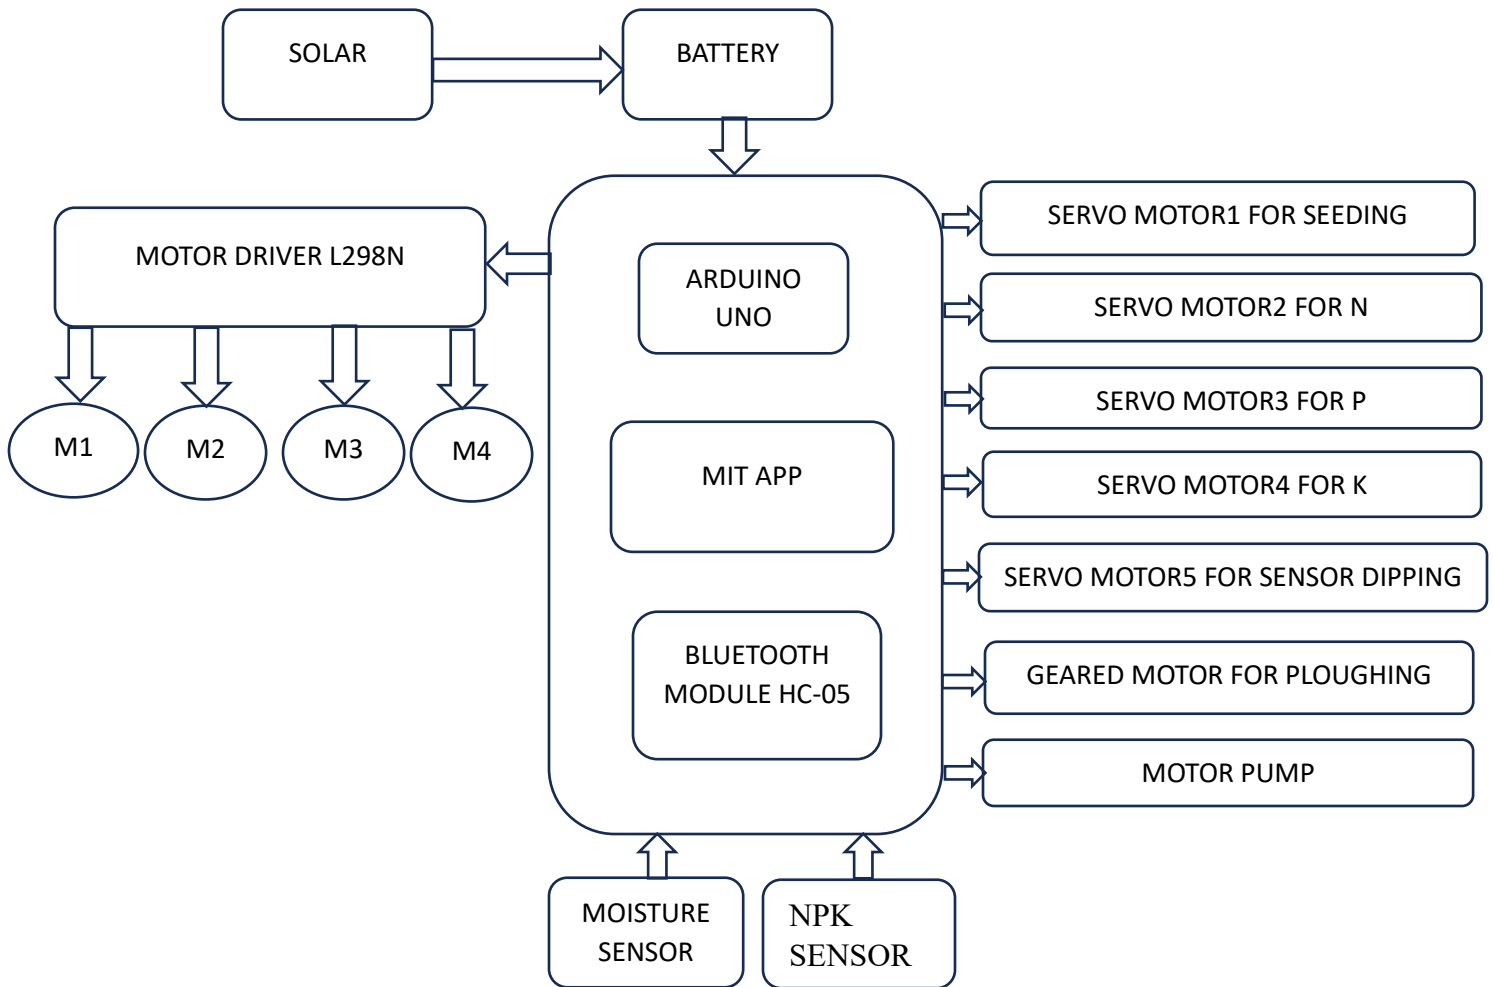 SOLAR
BATTERY
MOTOR DRIVER L298N
M1
M2
M3
M4
ARDUINO
UNO
MIT APP
BLUETOOTH
MODULE HC-05
SERVO MOTOR1 FOR SEEDING
SERVO MOTOR2 FOR N
SERVO MOTOR3 FOR P
SERVO MOTOR4 FOR K
SERVO MOTOR5 FOR SENSOR DIPPING
GEARED MOTOR FOR PLOUGHING
MOTOR PUMP
MOISTURE
SENSOR
NPK
SENSOR